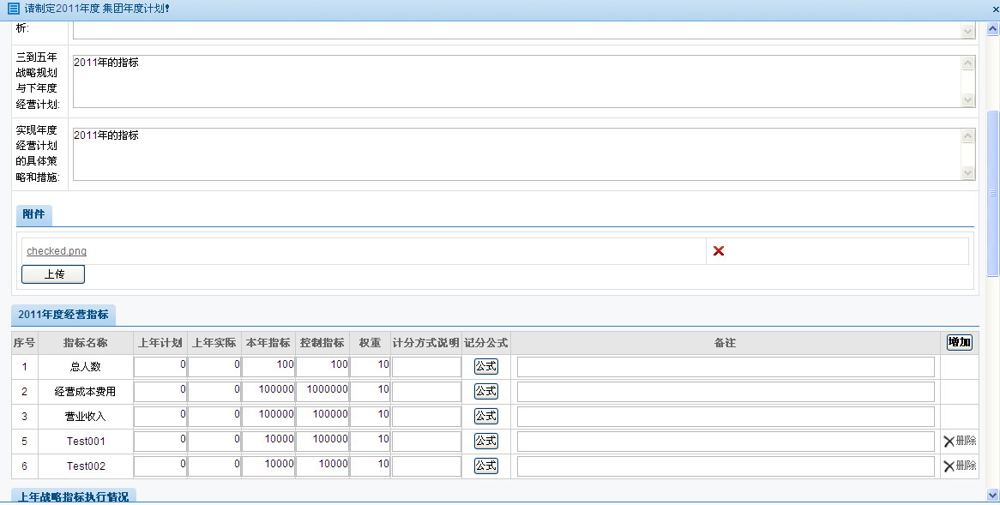 请制定2011年度 集团年度计划!
析:
三到五年
战略规划
与下年度
经营计划:
2011年的指标
实现年度
经营计划
的具体策
略和措施:
2011年的指标
附件
checked.png
上传
2011年度经营指标
序号 指标名称 上年计划 上年实际 本年指标 控制指标 权重 计分方式说明 记分公式 备注 增加
1 总人数 0 0 100 100 10 公式
2 经营成本费用 0 0 100000 1000000 10 公式
3 营业收入 0 0 100000 100000 10 公式
5 Test001 0 0 10000 100000 10 公式 删除
6 Test002 0 0 10000 10000 10 公式 删除
上年战略指标执行情况